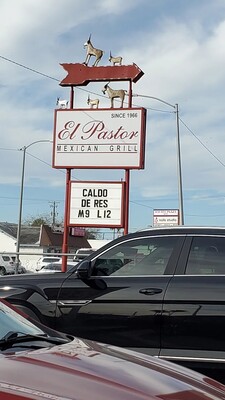 SINCE 1966
El Pastor
MEXICAN GRILL
CALDO
DE RES
M9 L12